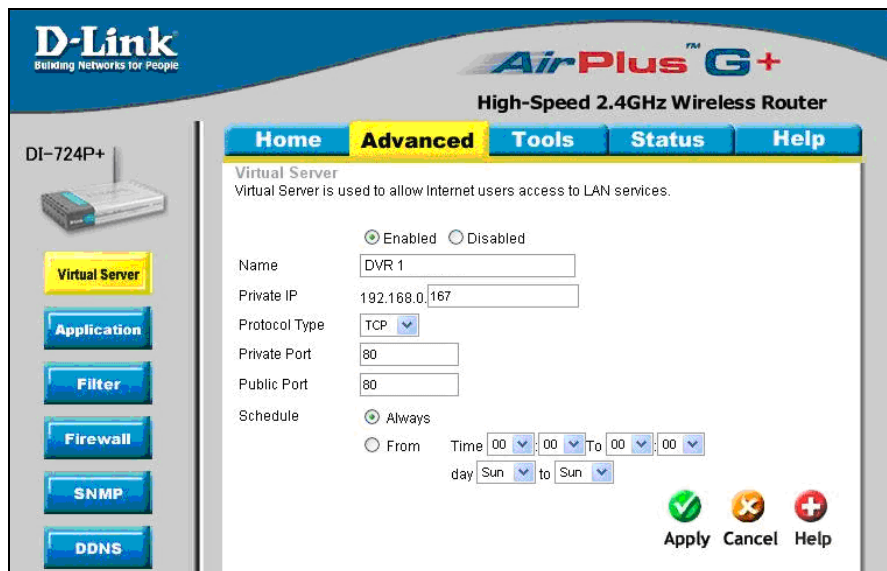 D-Link
Building Networks for People
AirPlus™ G+
High-Speed 2.4GHz Wireless Router
DI-724P+
Home Advanced Tools Status Help
Virtual Server
Virtual Server is used to allow Internet users access to LAN services.
Enabled Disabled
Name DVR 1
Private IP 192.168.0. 167
Protocol Type TCP
Private Port 80
Public Port 80
Schedule Always
From Time 00 : 00 To 00 : 00
day Sun to Sun
Apply Cancel Help
Virtual Server
Application
Filter
Firewall
SNMP
DDNS